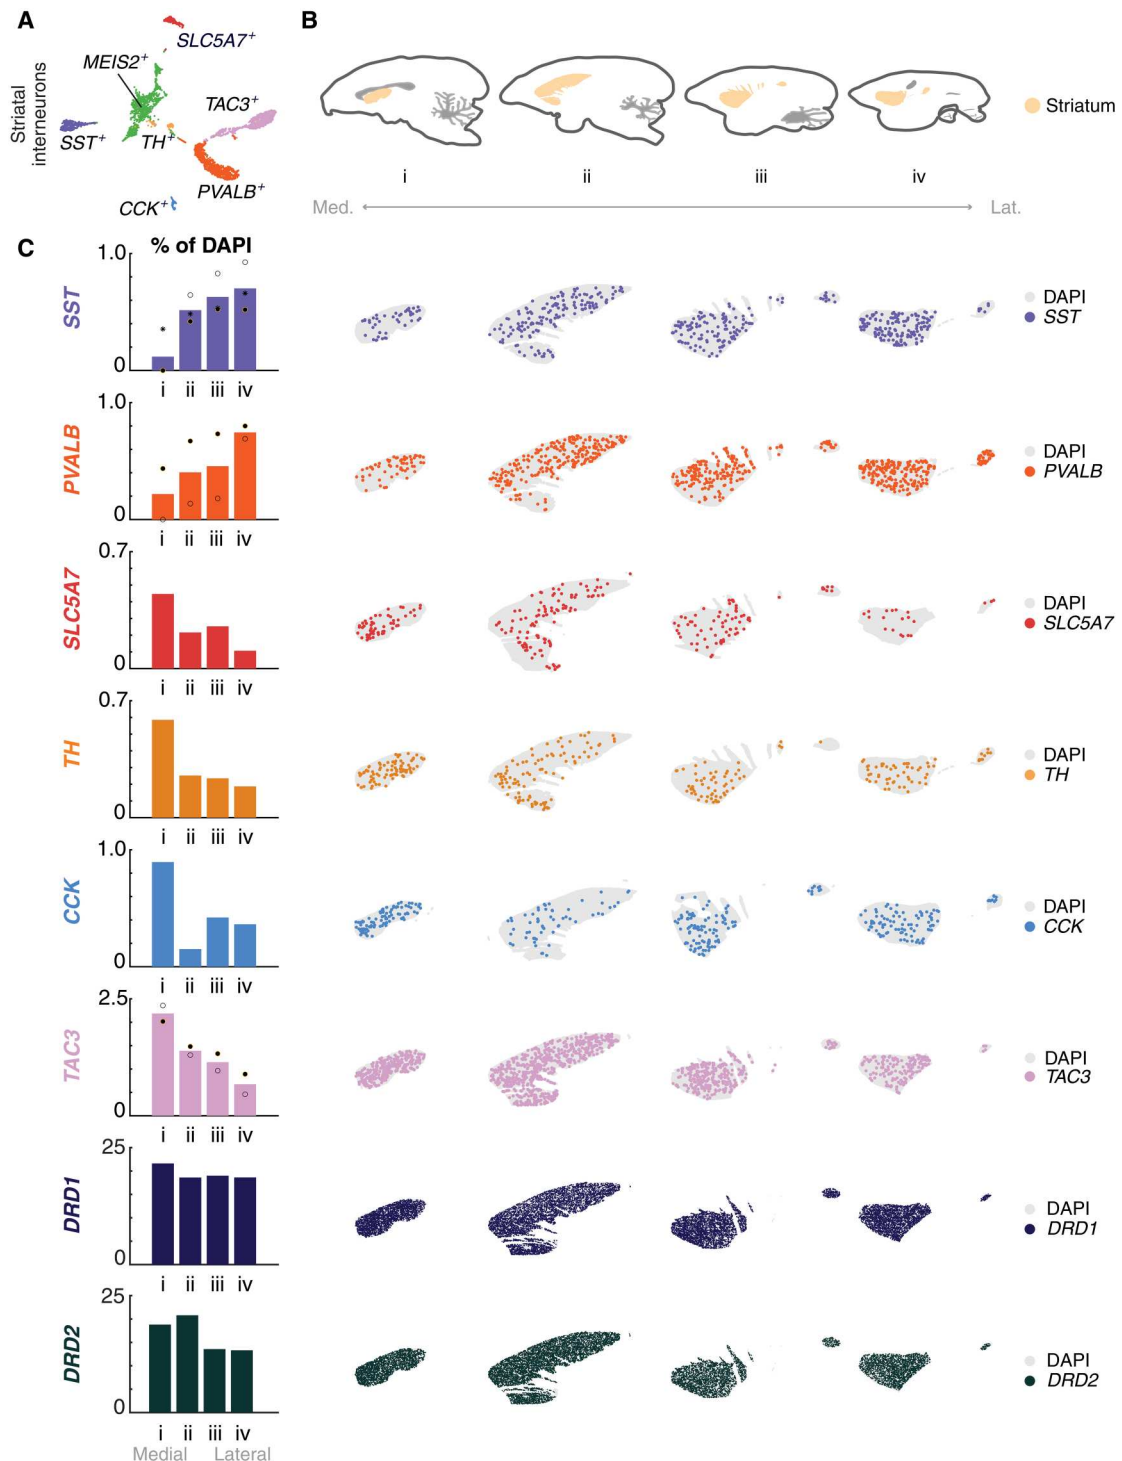 A
SLC5A7+
MEIS2+
TAC3+
Striatal
interneurons
SST+
TH+
PVALB+
CCK+
B
Striatum
i ii iii iv
Med. Lat.
C
% of DAPI
SST
1.0
0
i ii iii iv
DAPI
SST
PVALB
1.0
0
i ii iii iv
DAPI
PVALB
SLC5A7
0.7
0
i ii iii iv
DAPI
SLC5A7
TH
0.7
0
i ii iii iv
DAPI
TH
CCK
1.0
0
i ii iii iv
DAPI
CCK
TAC3
2.5
0
i ii iii iv
DAPI
TAC3
DRD1
25
0
i ii iii iv
DAPI
DRD1
DRD2
25
0
i ii iii iv
Medial Lateral
DAPI
DRD2